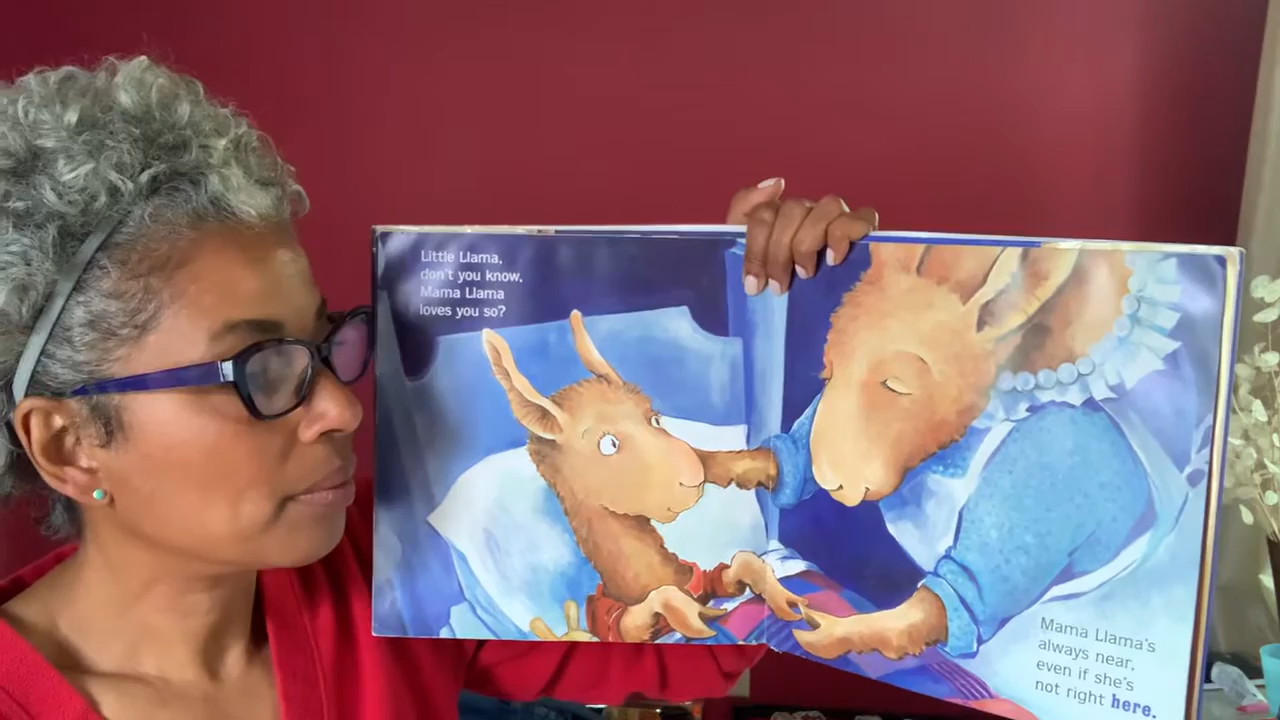 Little Llama,
don't you know,
Mama Llama
loves you so?
Mama Llama's
always near,
even if she's
not right here.